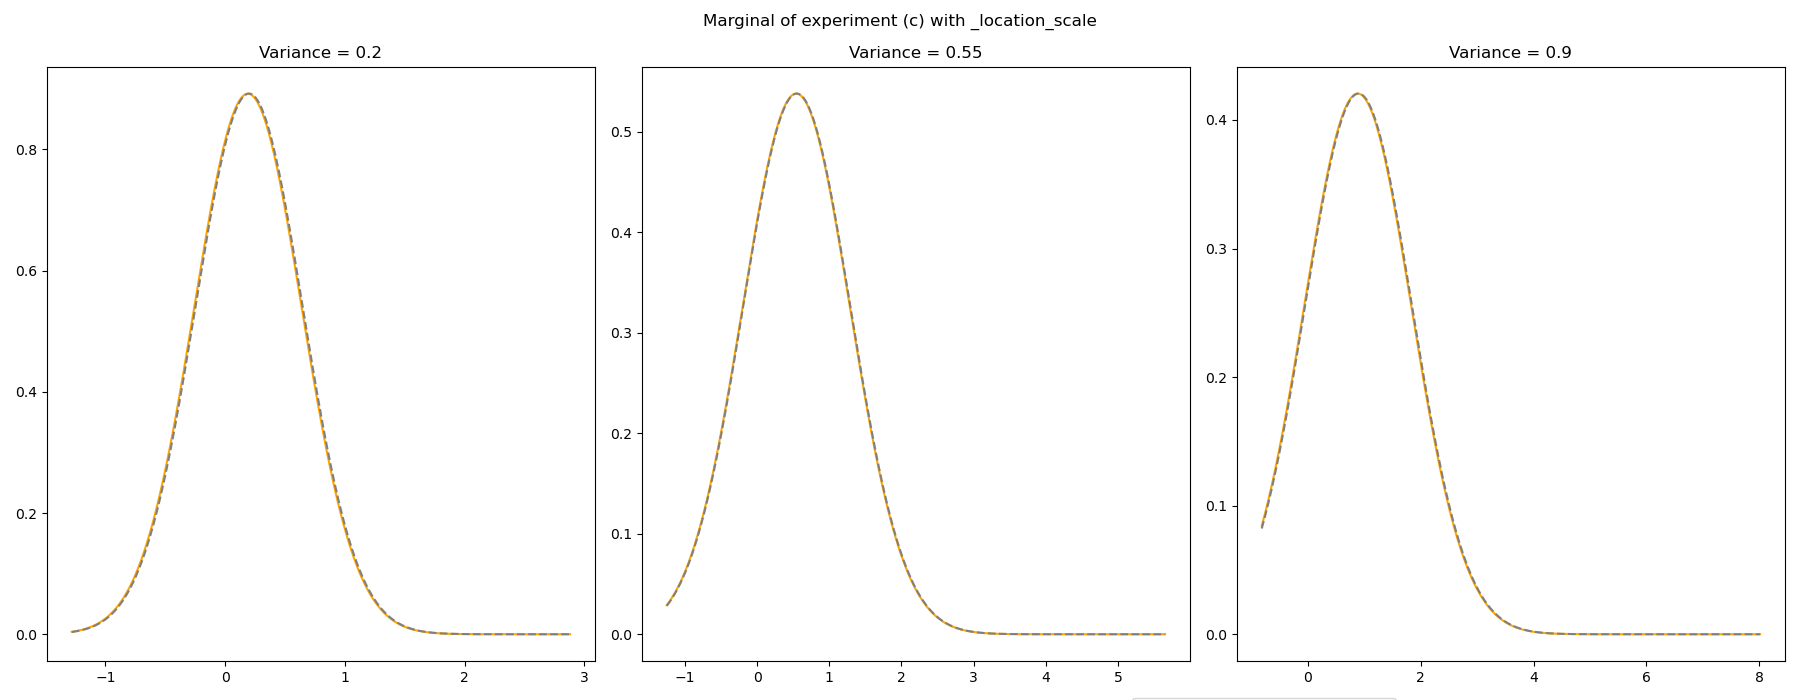 Marginal of experiment (c) with _location_scale
Variance = 0.2
0.8
0.6
0.4
0.2
0.0
−1 0 1 2 3
Variance = 0.55
0.5
0.4
0.3
0.2
0.1
0.0
−1 0 1 2 3 4 5
Variance = 0.9
0.4
0.3
0.2
0.1
0.0
0 2 4 6 8